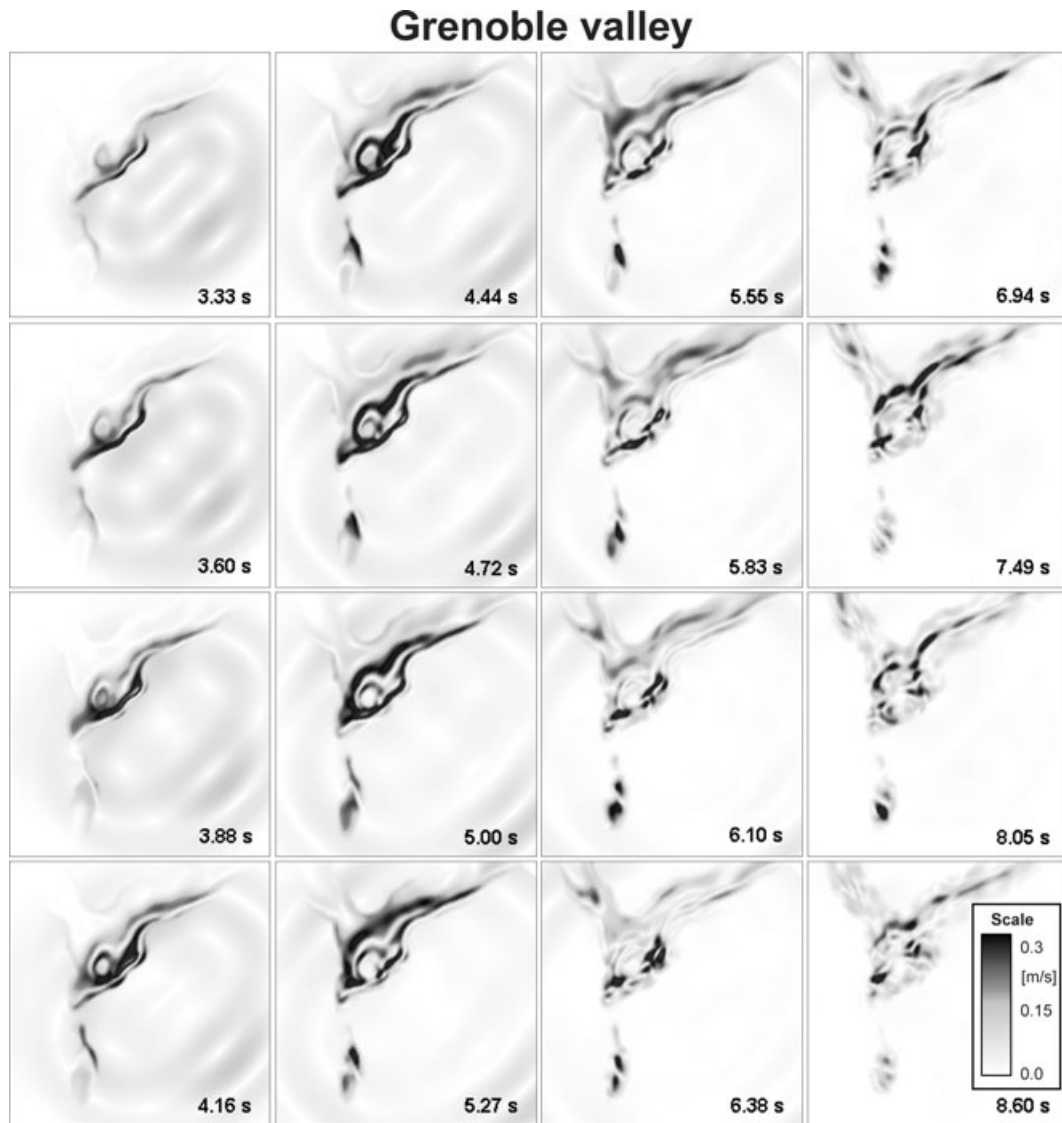 Grenoble valley
3.33 s
4.44 s
5.55 s
6.94 s
3.60 s
4.72 s
5.83 s
7.49 s
3.88 s
5.00 s
6.10 s
8.05 s
4.16 s
5.27 s
6.38 s
8.60 s
Scale
0.3
[m/s]
0.15
0.0